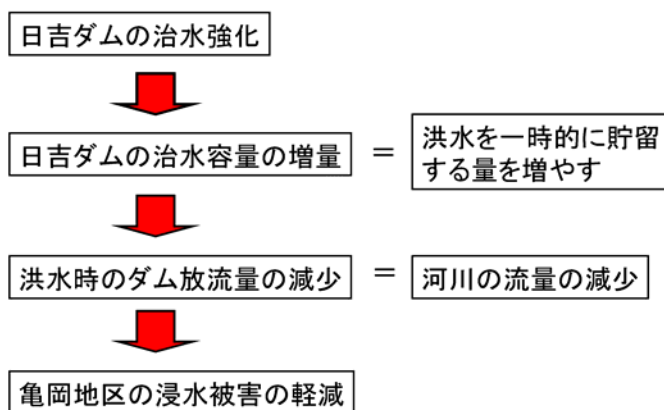 日吉ダムの治水強化
日吉ダムの治水容量の増量
＝
洪水を一時的に貯留
する量を増やす
洪水時のダム放流量の減少
＝
河川の流量の減少
亀岡地区の浸水被害の軽減